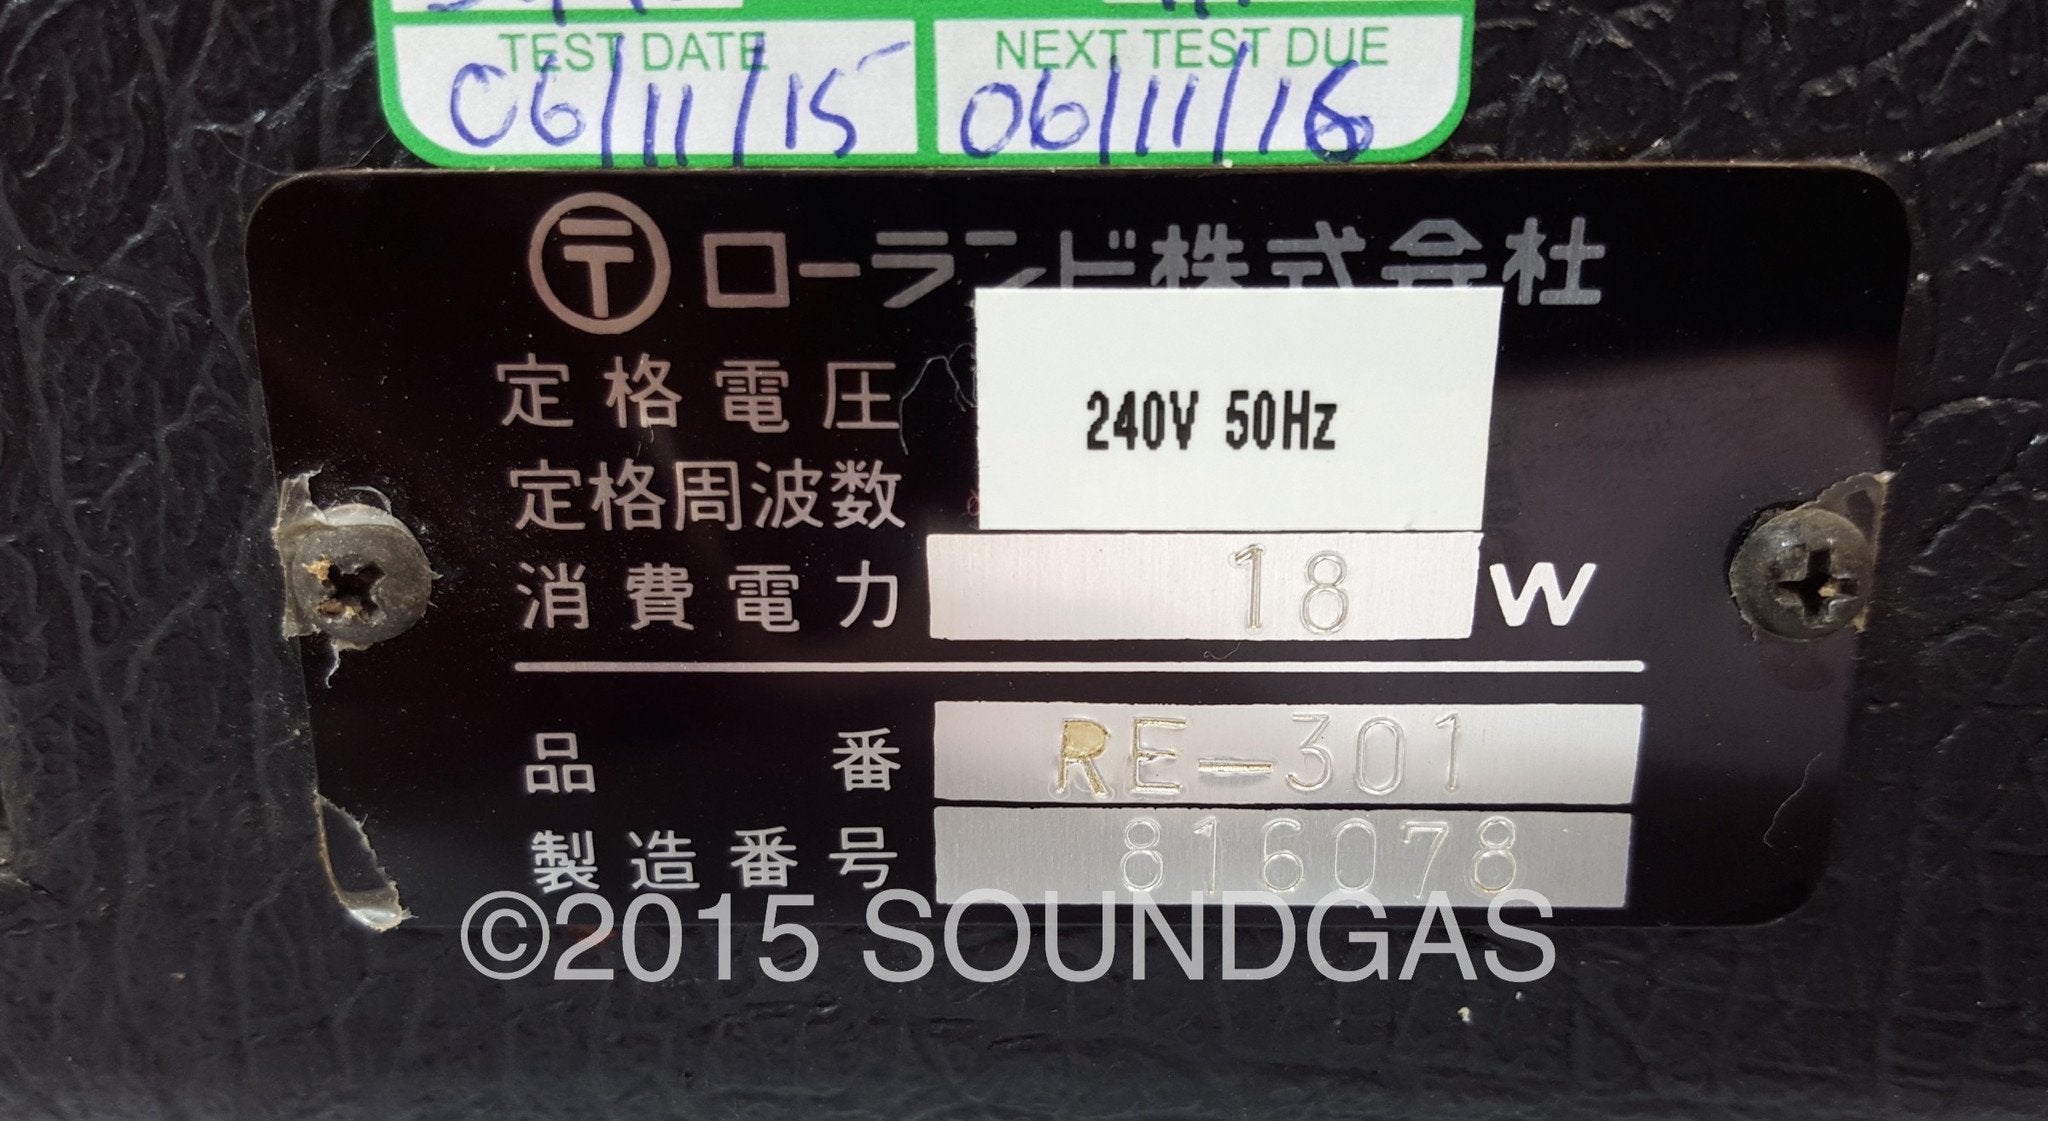 TEST DATE NEXT TEST DUE
06/11/15 06/11/16
〒 ローランド株式会社
定格電圧 240V 50Hz
定格周波数
消費電力 18 W
品番 RE-301
製造番号 816078
©2015 SOUNDGAS